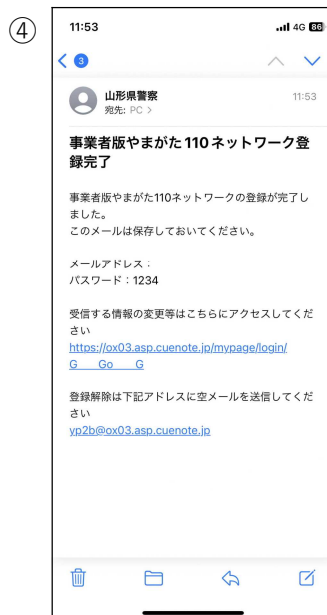 ④
11:53
4G 86
3
山形県警察
11:53
宛先: PC >
事業者版やまがた110ネットワーク登
録完了
事業者版やまがた110ネットワークの登録が完了し
ました。
このメールは保存しておいてください。
メールアドレス:
パスワード:1234
受信する情報の変更等はこちらにアクセスしてくだ
さい
https://ox03.asp.cuenote.jp/mypage/login/
G Go G
登録解除は下記アドレスに空メールを送信してくだ
さい
yp2b@ox03.asp.cuenote.jp